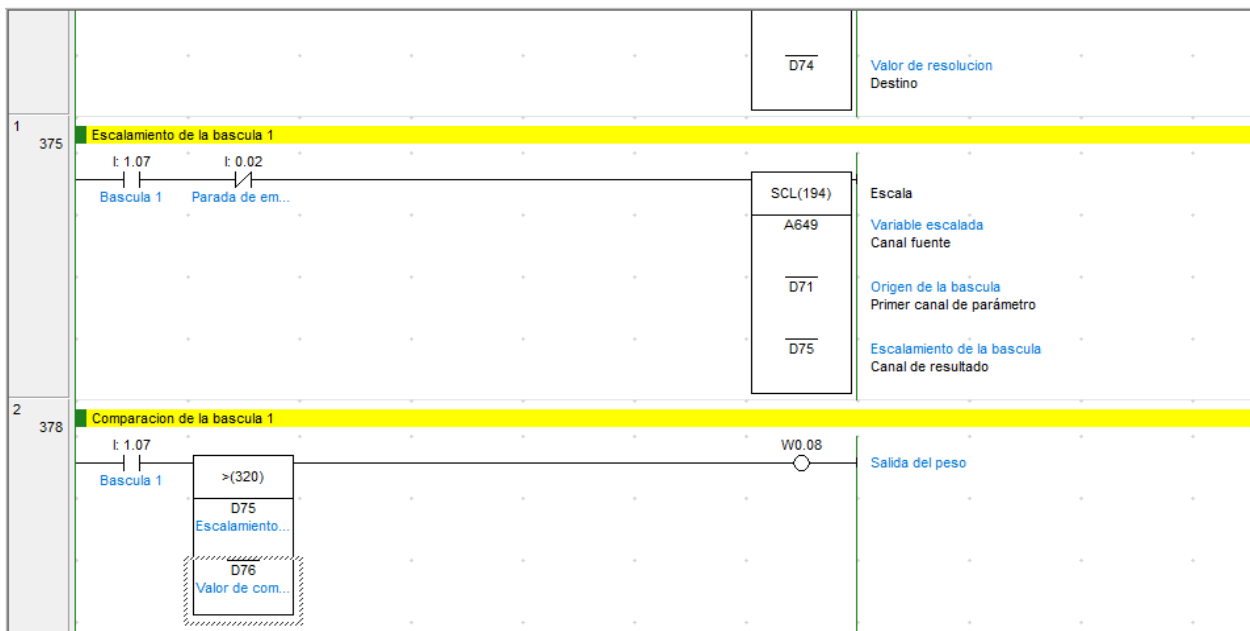 D74
Valor de resolucion
Destino
1
375
Escalamiento de la bascula 1
I: 1.07
I: 0.02
Bascula 1
Parada de em...
SCL(194)
Escala
A649
Variable escalada
Canal fuente
D71
Origen de la bascula
Primer canal de parámetro
D75
Escalamiento de la bascula
Canal de resultado
2
378
Comparacion de la bascula 1
I: 1.07
W0.08
Bascula 1
>(320)
Salida del peso
D75
Escalamiento...
D76
Valor de com...